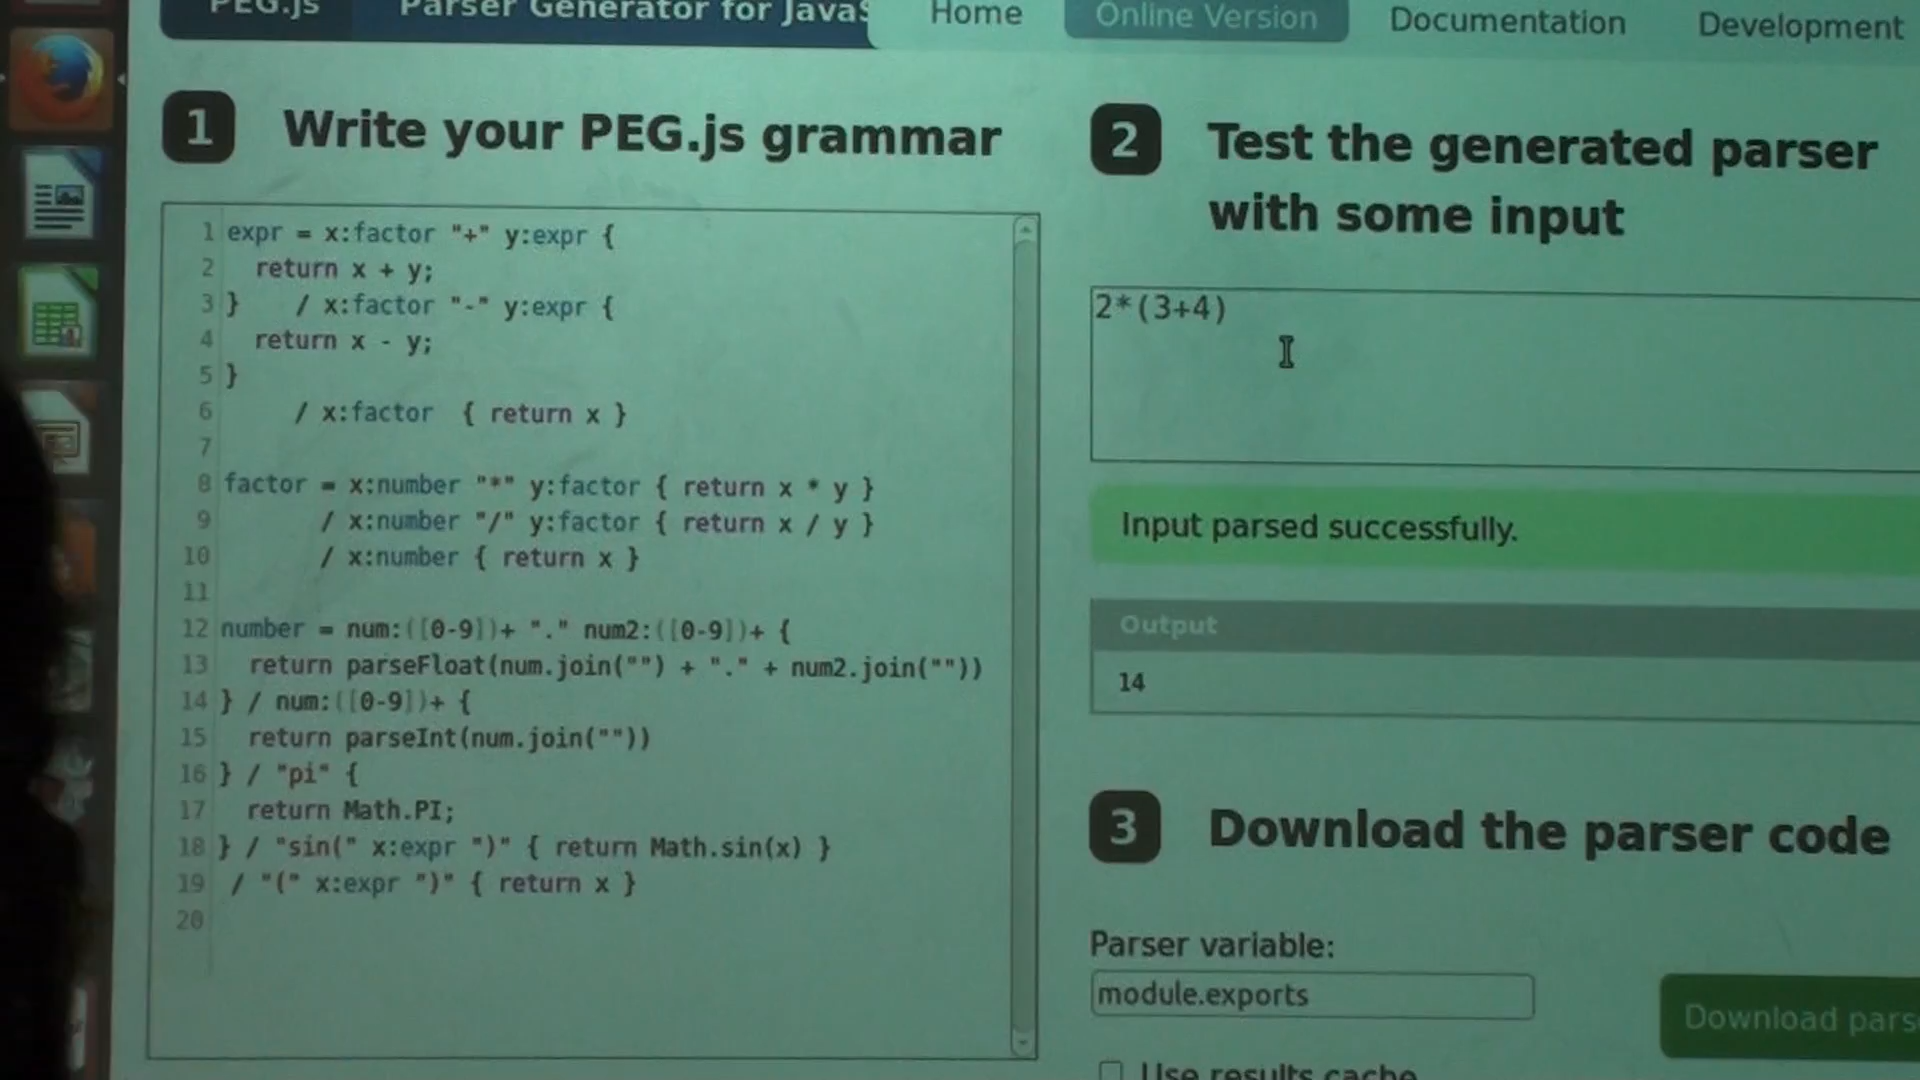 PEG.js Parser Generator for JavaS
Home
Online Version
Documentation
Development
1 Write your PEG.js grammar
1 expr = x:factor "+" y:expr {
2   return x + y;
3 }    / x:factor "-" y:expr {
4   return x - y;
5 }
6      / x:factor  { return x }
7
8 factor = x:number "*" y:factor { return x * y }
9        / x:number "/" y:factor { return x / y }
10        / x:number { return x }
11
12 number = num:([0-9])+ "." num2:([0-9])+ {
13   return parseFloat(num.join("") + "." + num2.join(""))
14 } / num:([0-9])+ {
15   return parseInt(num.join(""))
16 } / "pi" {
17   return Math.PI;
18 } / "sin(" x:expr ")" { return Math.sin(x) }
19  / "(" x:expr ")" { return x }
20
2 Test the generated parser
with some input
2*(3+4)
Input parsed successfully.
Output
14
3 Download the parser code
Parser variable:
module.exports
Download pars
Use results cache